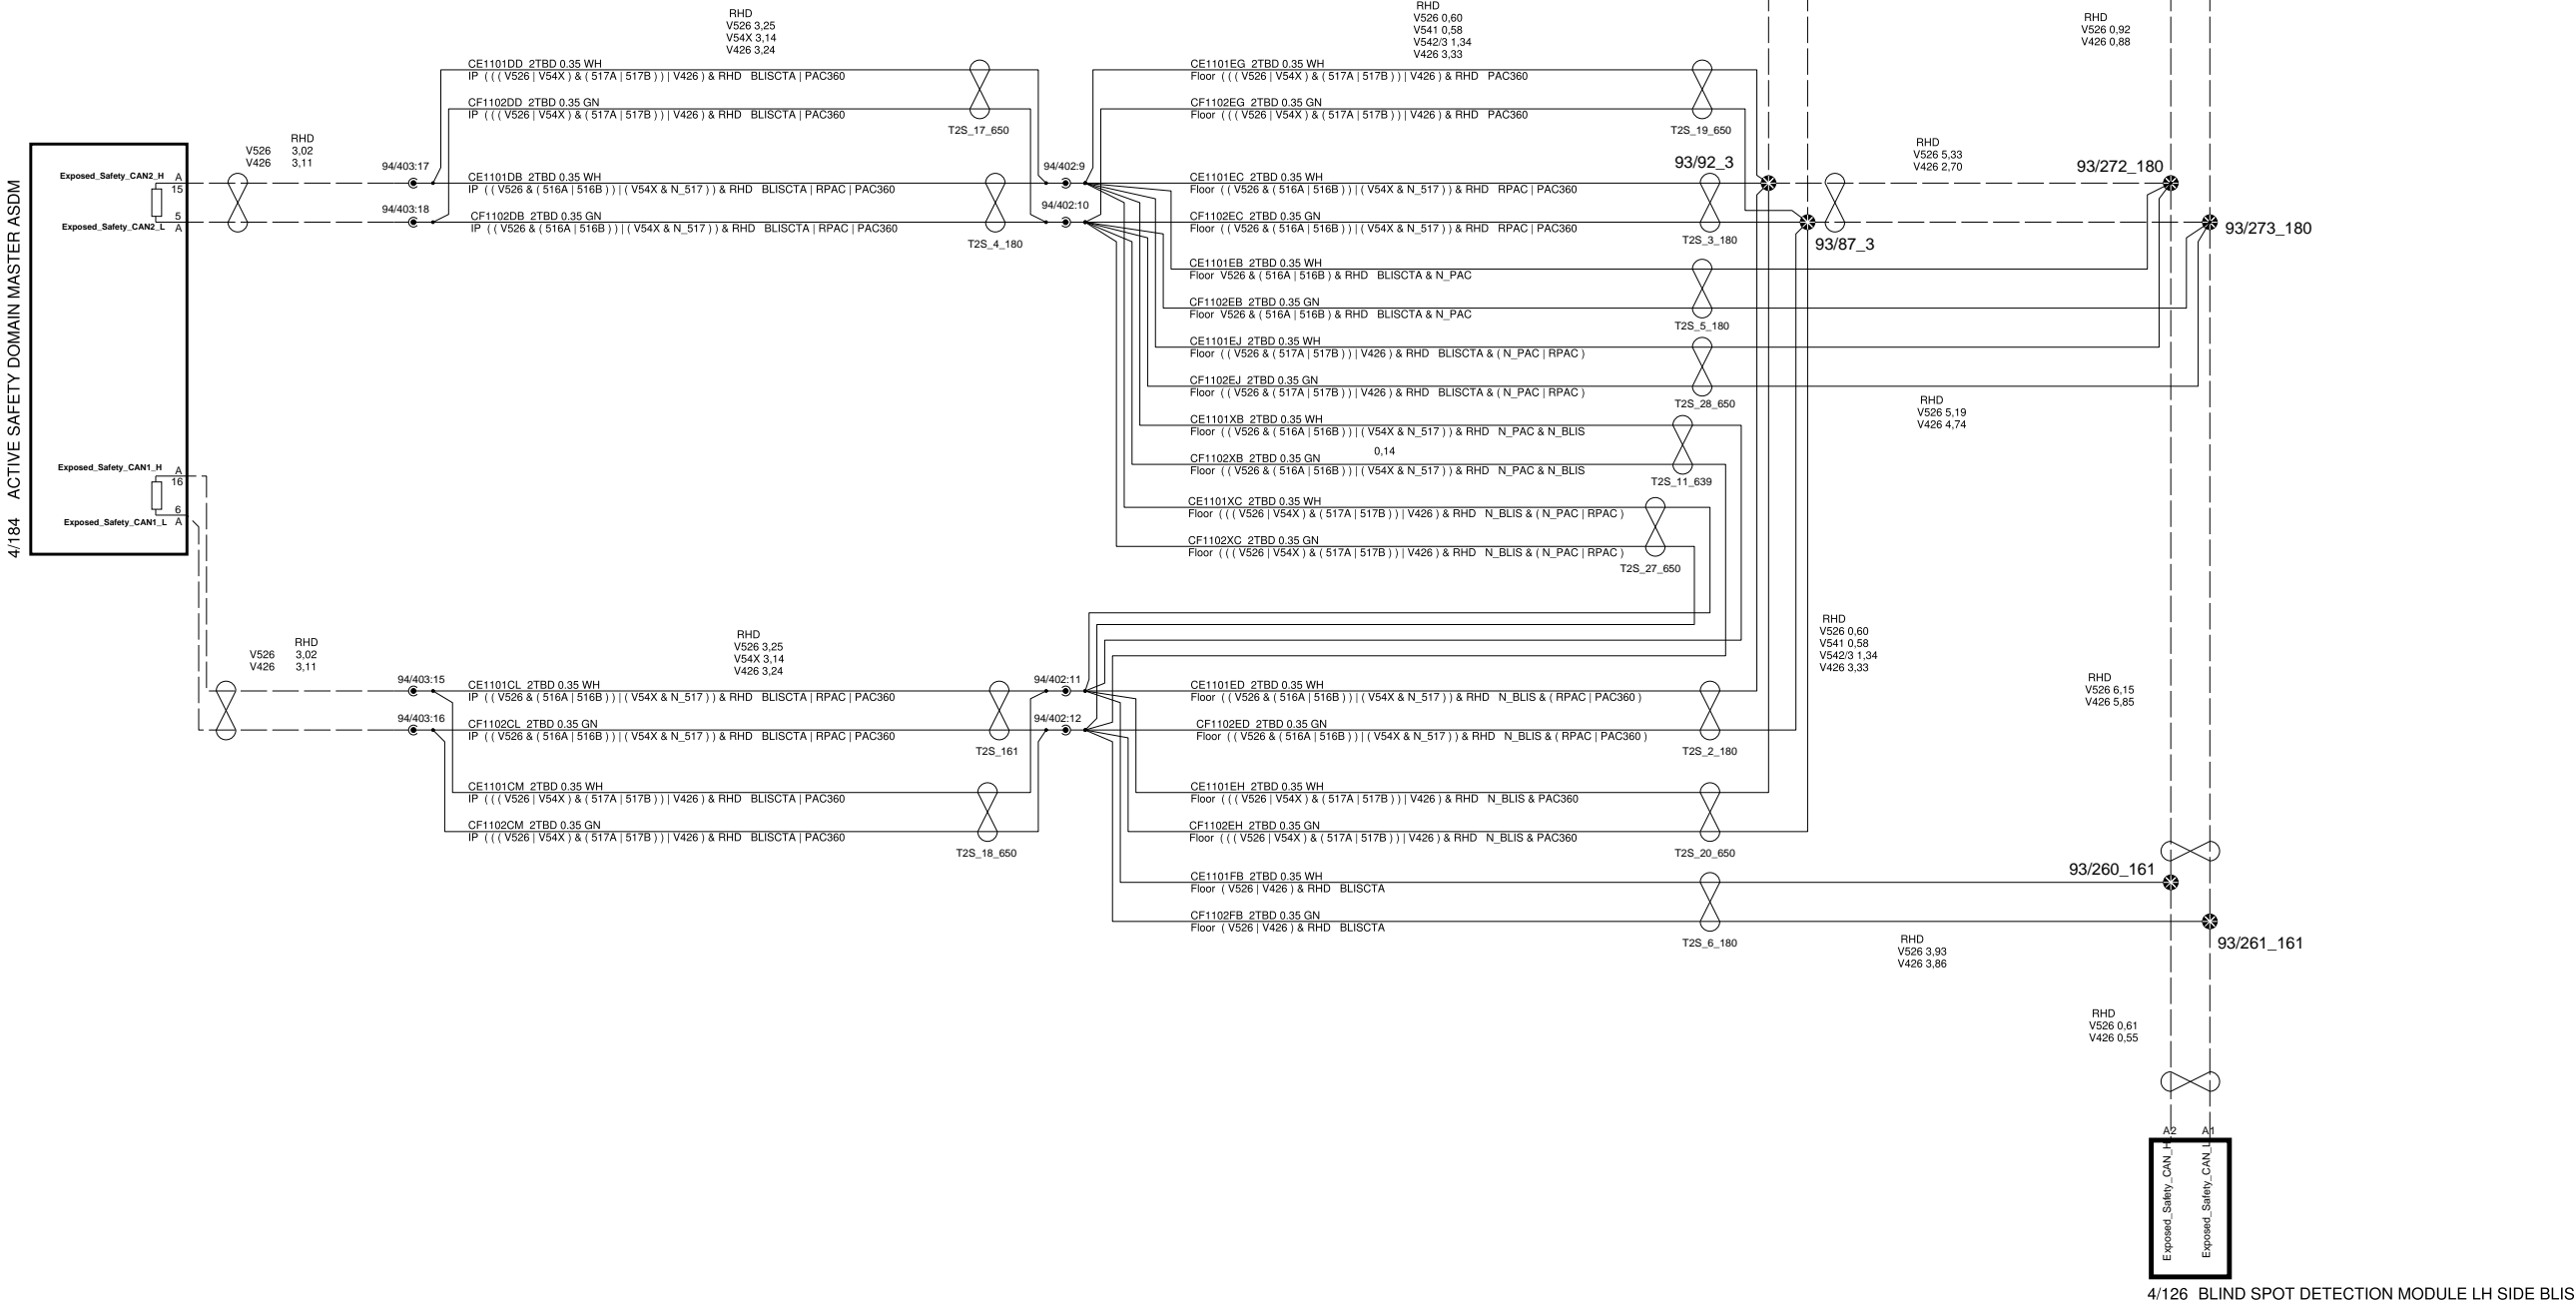 RHD
V526 3,25
V54X 3,14
V426 3,24
RHD
V526 0,60
V541 0,58
V542/3 1,34
V426 3,33
RHD
V526 0,92
V426 0,88
CE1101DD 2TBD 0.35 WH
IP ( ( ( V526 | V54X ) & ( 517A | 517B ) ) | V426 ) & RHD BLISCTA | PAC360
CF1102DD 2TBD 0.35 GN
IP ( ( ( V526 | V54X ) & ( 517A | 517B ) ) | V426 ) & RHD BLISCTA | PAC360
T2S_17_650
CE1101EG 2TBD 0.35 WH
Floor ( ( ( V526 | V54X ) & ( 517A | 517B ) ) | V426 ) & RHD PAC360
CF1102EG 2TBD 0.35 GN
Floor ( ( ( V526 | V54X ) & ( 517A | 517B ) ) | V426 ) & RHD PAC360
T2S_19_650
4/184 ACTIVE SAFETY DOMAIN MASTER ASDM
RHD
V526 3,02
V426 3,11
Exposed_Safety_CAN2_H A
15
5
Exposed_Safety_CAN2_L A
94/403:17
94/403:18
CE1101DB 2TBD 0.35 WH
IP ( ( V526 & ( 516A | 516B ) ) | ( V54X & N_517 ) ) & RHD BLISCTA | RPAC | PAC360
CF1102DB 2TBD 0.35 GN
IP ( ( V526 & ( 516A | 516B ) ) | ( V54X & N_517 ) ) & RHD BLISCTA | RPAC | PAC360
T2S_4_180
94/402:9
94/402:10
CE1101EC 2TBD 0.35 WH
Floor ( ( V526 & ( 516A | 516B ) ) | ( V54X & N_517 ) ) & RHD RPAC | PAC360
CF1102EC 2TBD 0.35 GN
Floor ( ( V526 & ( 516A | 516B ) ) | ( V54X & N_517 ) ) & RHD RPAC | PAC360
T2S_3_180
93/92_3
93/87_3
RHD
V526 5,33
V426 2,70
93/272_180
93/273_180
CE1101EB 2TBD 0.35 WH
Floor V526 & ( 516A | 516B ) & RHD BLISCTA & N_PAC
CF1102EB 2TBD 0.35 GN
Floor V526 & ( 516A | 516B ) & RHD BLISCTA & N_PAC
T2S_5_180
CE1101EJ 2TBD 0.35 WH
Floor ( ( V526 & ( 517A | 517B ) ) | V426 ) & RHD BLISCTA & ( N_PAC | RPAC )
CF1102EJ 2TBD 0.35 GN
Floor ( ( V526 & ( 517A | 517B ) ) | V426 ) & RHD BLISCTA & ( N_PAC | RPAC )
T2S_28_650
RHD
V526 5,19
V426 4,74
CE1101XB 2TBD 0.35 WH
Floor ( ( V526 & ( 516A | 516B ) ) | ( V54X & N_517 ) ) & RHD N_PAC & N_BLIS
0,14
CF1102XB 2TBD 0.35 GN
Floor ( ( V526 & ( 516A | 516B ) ) | ( V54X & N_517 ) ) & RHD N_PAC & N_BLIS
T2S_11_639
CE1101XC 2TBD 0.35 WH
Floor ( ( ( V526 | V54X ) & ( 517A | 517B ) ) | V426 ) & RHD N_BLIS & ( N_PAC | RPAC )
CF1102XC 2TBD 0.35 GN
Floor ( ( ( V526 | V54X ) & ( 517A | 517B ) ) | V426 ) & RHD N_BLIS & ( N_PAC | RPAC )
T2S_27_650
Exposed_Safety_CAN1_H A
16
6
Exposed_Safety_CAN1_L A
RHD
V526 3,02
V426 3,11
94/403:15
94/403:16
RHD
V526 3,25
V54X 3,14
V426 3,24
CE1101CL 2TBD 0.35 WH
IP ( ( V526 & ( 516A | 516B ) ) | ( V54X & N_517 ) ) & RHD BLISCTA | RPAC | PAC360
CF1102CL 2TBD 0.35 GN
IP ( ( V526 & ( 516A | 516B ) ) | ( V54X & N_517 ) ) & RHD BLISCTA | RPAC | PAC360
T2S_161
CE1101CM 2TBD 0.35 WH
IP ( ( ( V526 | V54X ) & ( 517A | 517B ) ) | V426 ) & RHD BLISCTA | PAC360
CF1102CM 2TBD 0.35 GN
IP ( ( ( V526 | V54X ) & ( 517A | 517B ) ) | V426 ) & RHD BLISCTA | PAC360
T2S_18_650
94/402:11
94/402:12
CE1101ED 2TBD 0.35 WH
Floor ( ( V526 & ( 516A | 516B ) ) | ( V54X & N_517 ) ) & RHD N_BLIS & ( RPAC | PAC360 )
CF1102ED 2TBD 0.35 GN
Floor ( ( V526 & ( 516A | 516B ) ) | ( V54X & N_517 ) ) & RHD N_BLIS & ( RPAC | PAC360 )
T2S_2_180
RHD
V526 0,60
V541 0,58
V542/3 1,34
V426 3,33
RHD
V526 6,15
V426 5,85
CE1101EH 2TBD 0.35 WH
Floor ( ( ( V526 | V54X ) & ( 517A | 517B ) ) | V426 ) & RHD N_BLIS & PAC360
CF1102EH 2TBD 0.35 GN
Floor ( ( ( V526 | V54X ) & ( 517A | 517B ) ) | V426 ) & RHD N_BLIS & PAC360
T2S_20_650
CE1101FB 2TBD 0.35 WH
Floor ( V526 | V426 ) & RHD BLISCTA
CF1102FB 2TBD 0.35 GN
Floor ( V526 | V426 ) & RHD BLISCTA
T2S_6_180
93/260_161
93/261_161
RHD
V526 3,93
V426 3,86
RHD
V526 0,61
V426 0,55
A2 A1
Exposed_Safety_CAN_H
Exposed_Safety_CAN_L
4/126 BLIND SPOT DETECTION MODULE LH SIDE BLIS